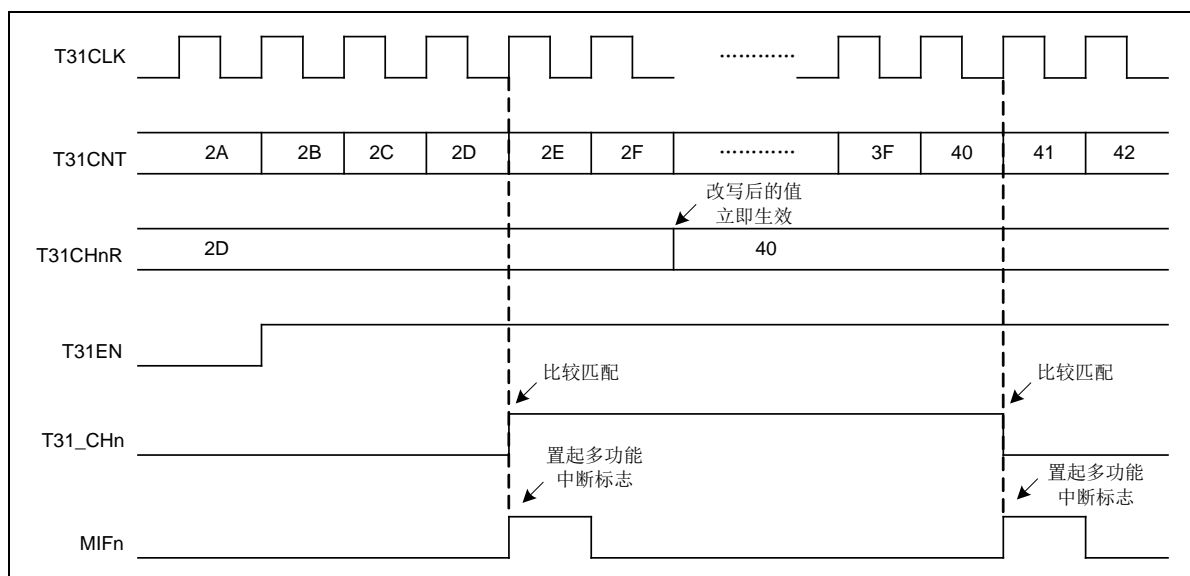 T31CLK
…………
T31CNT
2A 2B 2C 2D 2E 2F ………… 3F 40 41 42
改写后的值
立即生效
T31CHnR
2D 40
T31EN
比较匹配 比较匹配
T31_CHn
置起多功能
中断标志
置起多功能
中断标志
MIFn